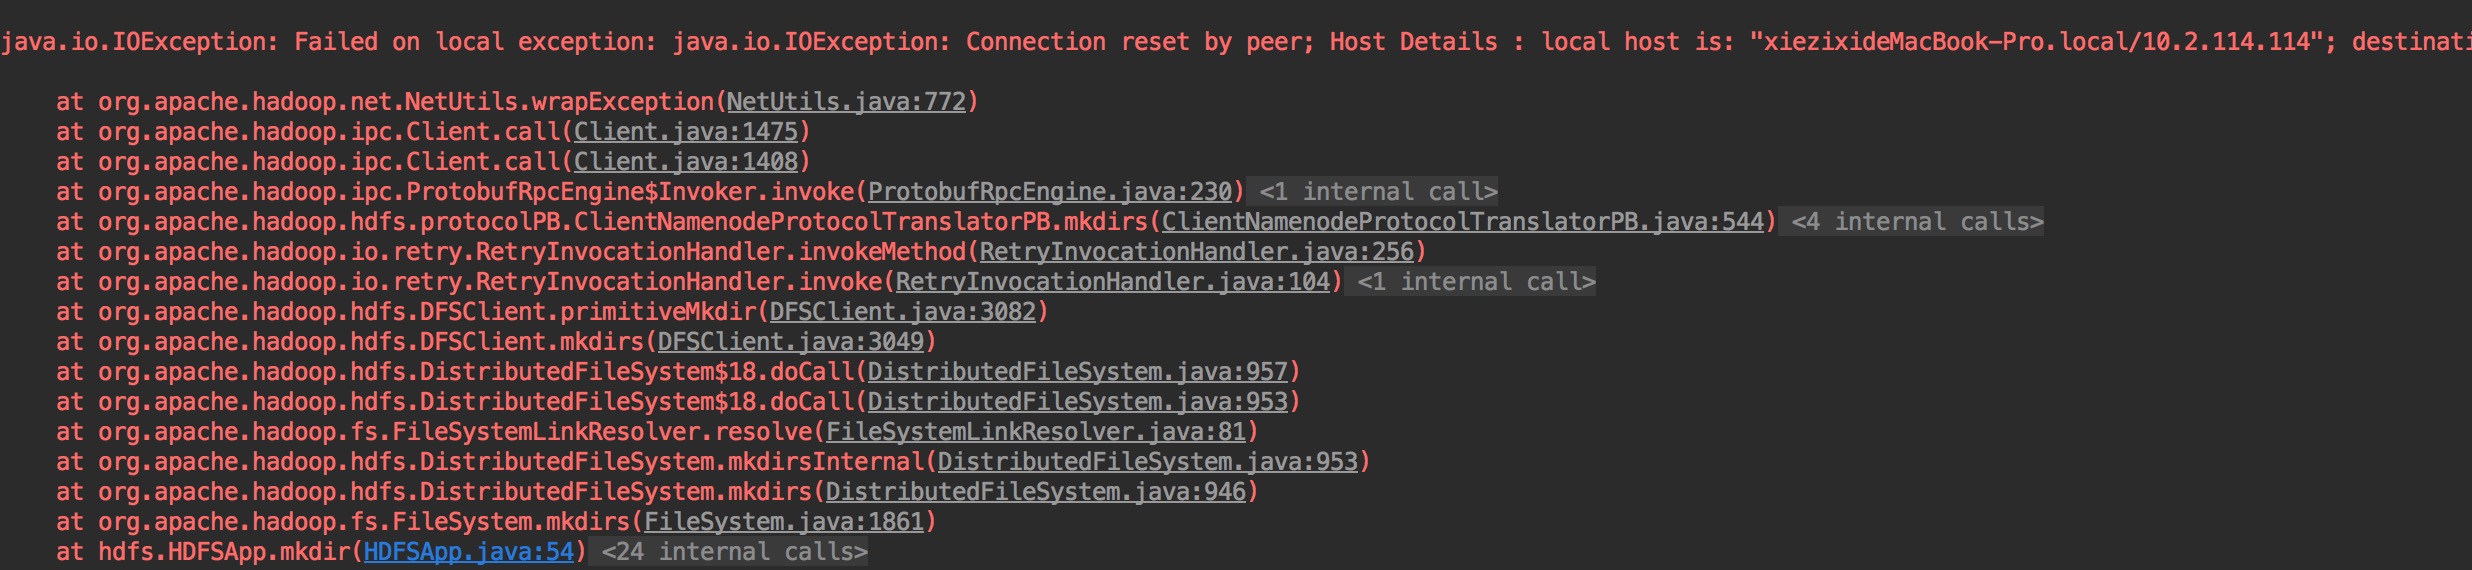 java.io.IOException: Failed on local exception: java.io.IOException: Connection reset by peer; Host Details : local host is: "xiezixideMacBook-Pro.local/10.2.114.114"; destinati
at org.apache.hadoop.net.NetUtils.wrapException(NetUtils.java:772)
at org.apache.hadoop.ipc.Client.call(Client.java:1475)
at org.apache.hadoop.ipc.Client.call(Client.java:1408)
at org.apache.hadoop.ipc.ProtobufRpcEngine$Invoker.invoke(ProtobufRpcEngine.java:230) <1 internal call>
at org.apache.hadoop.hdfs.protocolPB.ClientNamenodeProtocolTranslatorPB.mkdirs(ClientNamenodeProtocolTranslatorPB.java:544) <4 internal calls>
at org.apache.hadoop.io.retry.RetryInvocationHandler.invokeMethod(RetryInvocationHandler.java:256)
at org.apache.hadoop.io.retry.RetryInvocationHandler.invoke(RetryInvocationHandler.java:104) <1 internal call>
at org.apache.hadoop.hdfs.DFSClient.primitiveMkdir(DFSClient.java:3082)
at org.apache.hadoop.hdfs.DFSClient.mkdirs(DFSClient.java:3049)
at org.apache.hadoop.hdfs.DistributedFileSystem$18.doCall(DistributedFileSystem.java:957)
at org.apache.hadoop.hdfs.DistributedFileSystem$18.doCall(DistributedFileSystem.java:953)
at org.apache.hadoop.fs.FileSystemLinkResolver.resolve(FileSystemLinkResolver.java:81)
at org.apache.hadoop.hdfs.DistributedFileSystem.mkdirsInternal(DistributedFileSystem.java:953)
at org.apache.hadoop.hdfs.DistributedFileSystem.mkdirs(DistributedFileSystem.java:946)
at org.apache.hadoop.fs.FileSystem.mkdirs(FileSystem.java:1861)
at hdfs.HDFSApp.mkdir(HDFSApp.java:54) <24 internal calls>